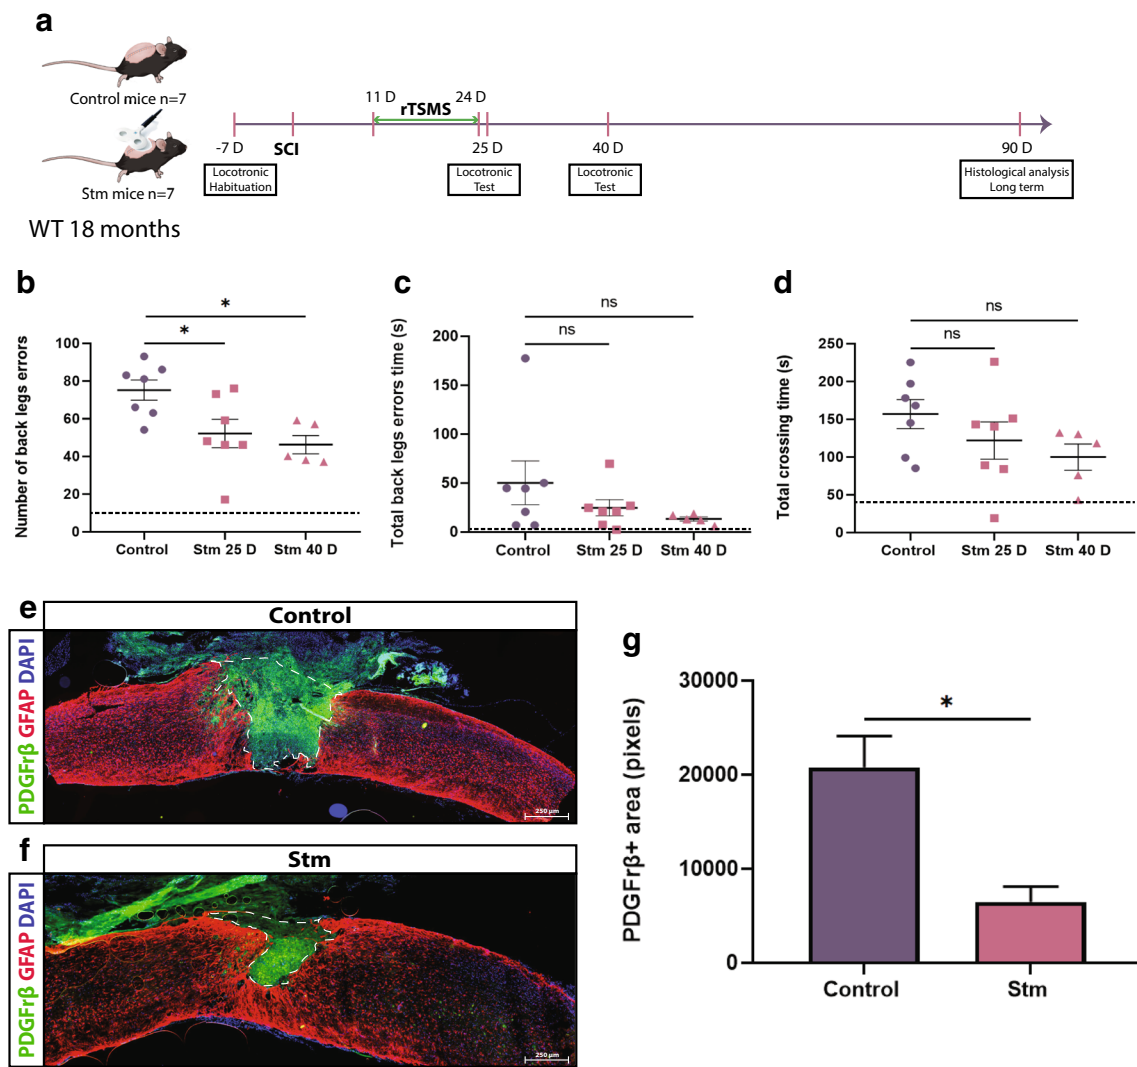 a
Control mice n=7
Stm mice n=7
WT 18 months
11 D
24 D
rTSMS
-7 D
SCI
25 D
40 D
90 D
Locotronic
Habituation
Locotronic
Test
Locotronic
Test
Histological analysis
Long term
b
*
*
Number of back legs errors
100
80
60
40
20
0
Control
Stm 25 D
Stm 40 D
c
ns
ns
Total back legs errors time (s)
200
150
100
50
0
Control
Stm 25 D
Stm 40 D
d
ns
ns
Total crossing time (s)
250
200
150
100
50
0
Control
Stm 25 D
Stm 40 D
e
Control
PDGFrβ GFAP DAPI
250 µm
f
Stm
PDGFrβ GFAP DAPI
250 µm
g
*
PDGFrβ+ area (pixels)
30000
20000
10000
0
Control
Stm